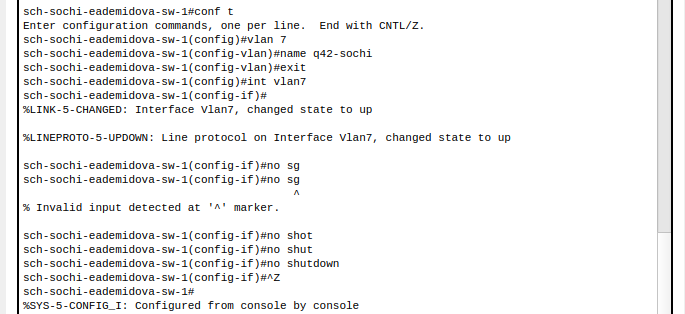 sch-sochi-eademidova-sw-1#conf t
Enter configuration commands, one per line.  End with CNTL/Z.
sch-sochi-eademidova-sw-1(config)#vlan 7
sch-sochi-eademidova-sw-1(config-vlan)#name q42-sochi
sch-sochi-eademidova-sw-1(config-vlan)#exit
sch-sochi-eademidova-sw-1(config)#int vlan7
sch-sochi-eademidova-sw-1(config-if)#
%LINK-5-CHANGED: Interface Vlan7, changed state to up

%LINEPROTO-5-UPDOWN: Line protocol on Interface Vlan7, changed state to up

sch-sochi-eademidova-sw-1(config-if)#no sg
sch-sochi-eademidova-sw-1(config-if)#no sg
                                        ^
% Invalid input detected at '^' marker.

sch-sochi-eademidova-sw-1(config-if)#no shot
sch-sochi-eademidova-sw-1(config-if)#no shut
sch-sochi-eademidova-sw-1(config-if)#no shutdown
sch-sochi-eademidova-sw-1(config-if)#^Z
sch-sochi-eademidova-sw-1#
%SYS-5-CONFIG_I: Configured from console by console